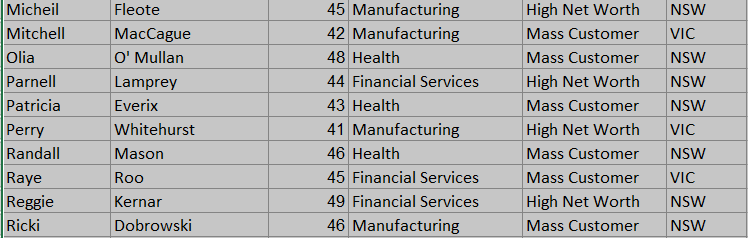 Micheil Fleote 45 Manufacturing High Net Worth NSW
Mitchell MacCague 42 Manufacturing Mass Customer VIC
Olia O' Mullan 48 Health Mass Customer NSW
Parnell Lamprey 44 Financial Services High Net Worth NSW
Patricia Everix 43 Health Mass Customer NSW
Perry Whitehurst 41 Manufacturing High Net Worth VIC
Randall Mason 46 Health Mass Customer NSW
Raye Roo 45 Financial Services Mass Customer VIC
Reggie Kernar 49 Financial Services High Net Worth NSW
Ricki Dobrowski 46 Manufacturing Mass Customer NSW